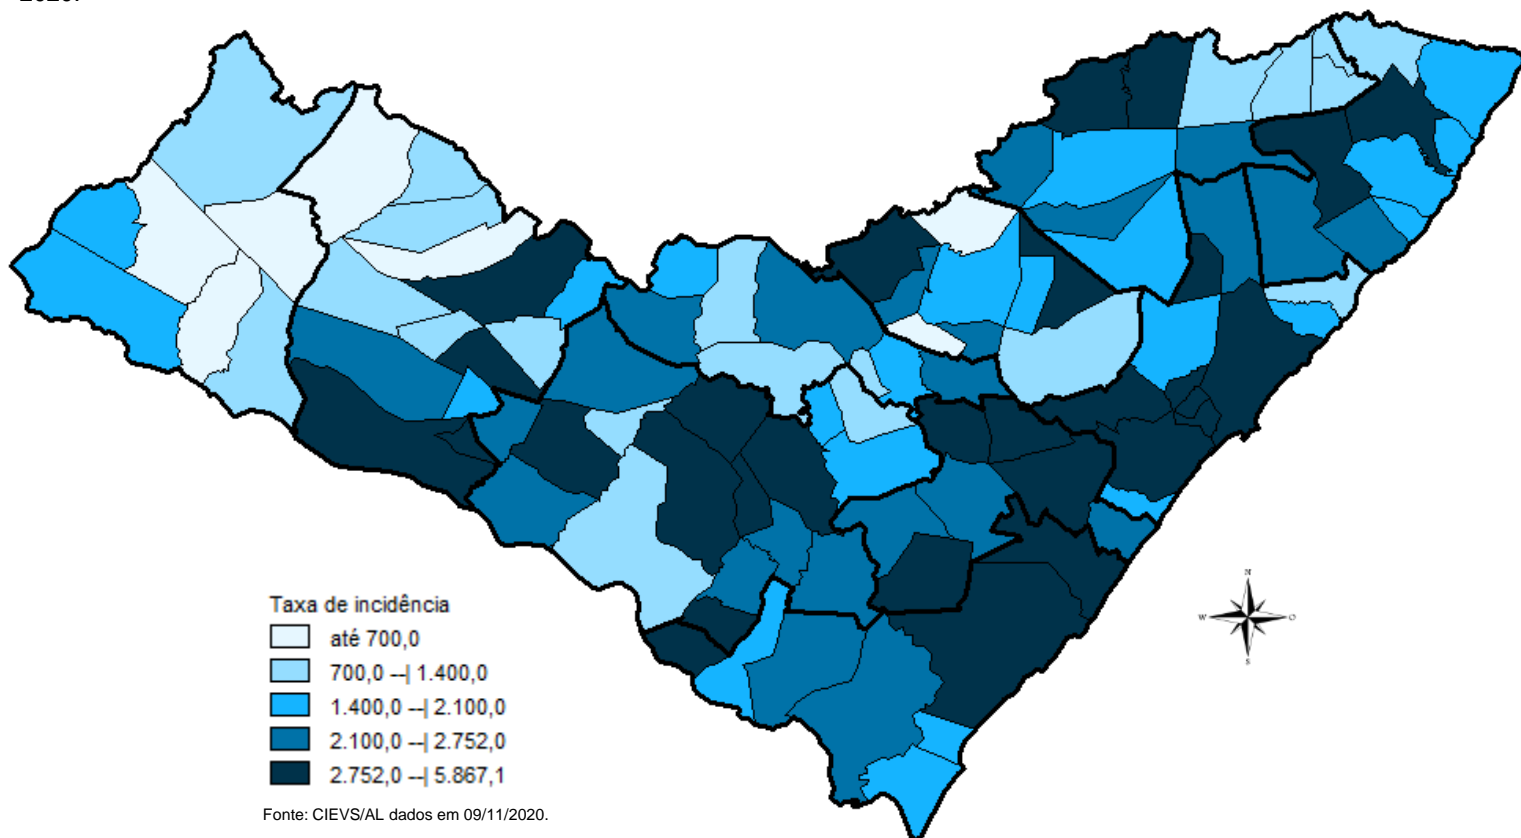 2020.
Taxa de incidência
até 700,0
700,0 --| 1.400,0
1.400,0 --| 2.100,0
2.100,0 --| 2.752,0
2.752,0 --| 5.867,1
Fonte: CIEVS/AL dados em 09/11/2020.
N
W O
S